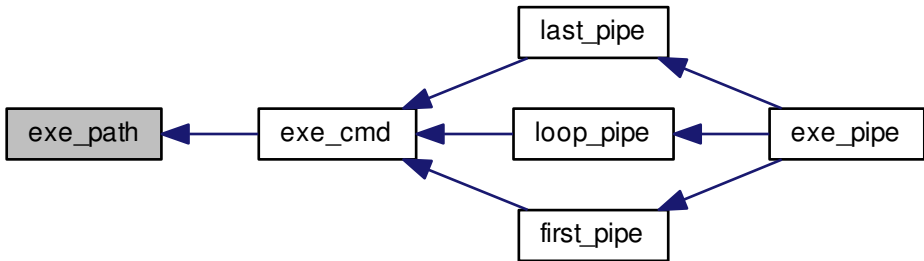 last_pipe
exe_path
exe_cmd
loop_pipe
exe_pipe
first_pipe